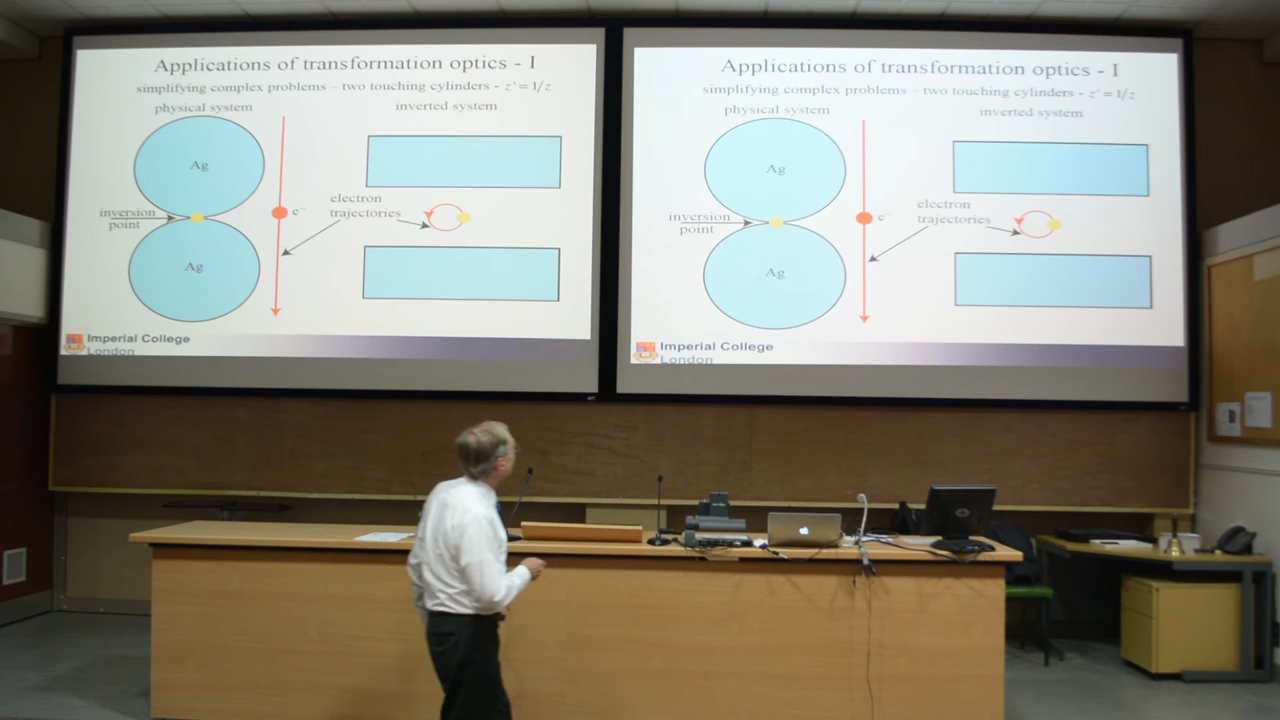 Applications of transformation optics - I
simplifying complex problems – two touching cylinders - z' = 1/z
physical system
inverted system
Ag
inversion
point
e⁻
electron
trajectories
Ag
Imperial College
London
Applications of transformation optics - I
simplifying complex problems – two touching cylinders - z' = 1/z
physical system
inverted system
Ag
inversion
point
e⁻
electron
trajectories
Ag
Imperial College
London